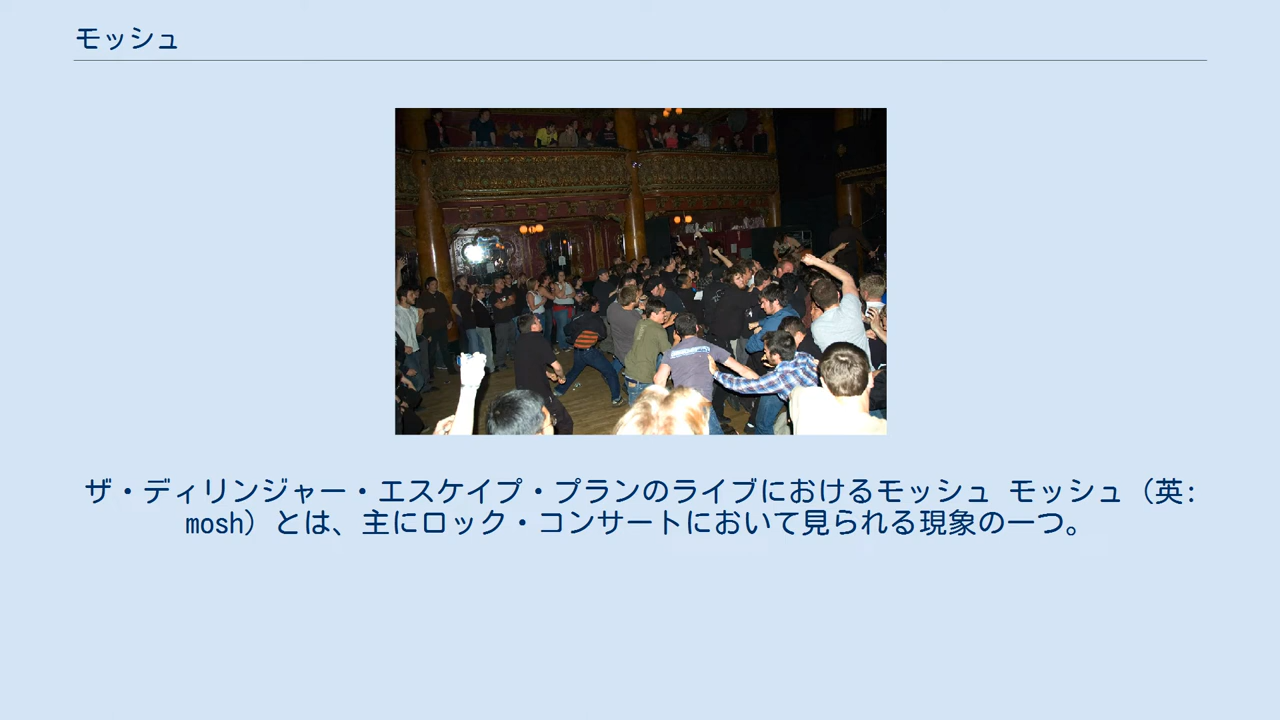 モッシュ
ザ・ディリンジャー・エスケイプ・プランのライブにおけるモッシュ モッシュ（英:
mosh）とは、主にロック・コンサートにおいて見られる現象の一つ。